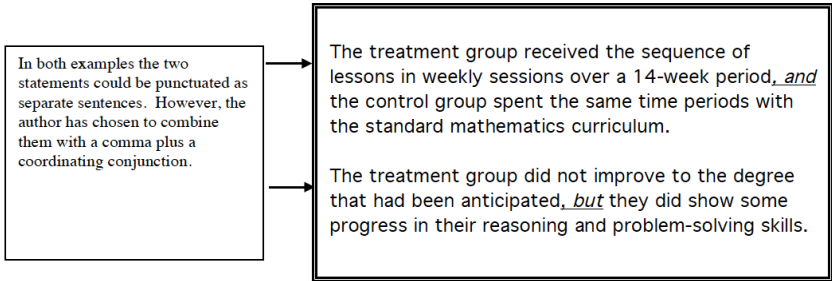 In both examples the two
statements could be punctuated as
separate sentences.  However, the
author has chosen to combine
them with a comma plus a
coordinating conjunction.
The treatment group received the sequence of
lessons in weekly sessions over a 14-week period, and
the control group spent the same time periods with
the standard mathematics curriculum.
The treatment group did not improve to the degree
that had been anticipated, but they did show some
progress in their reasoning and problem-solving skills.